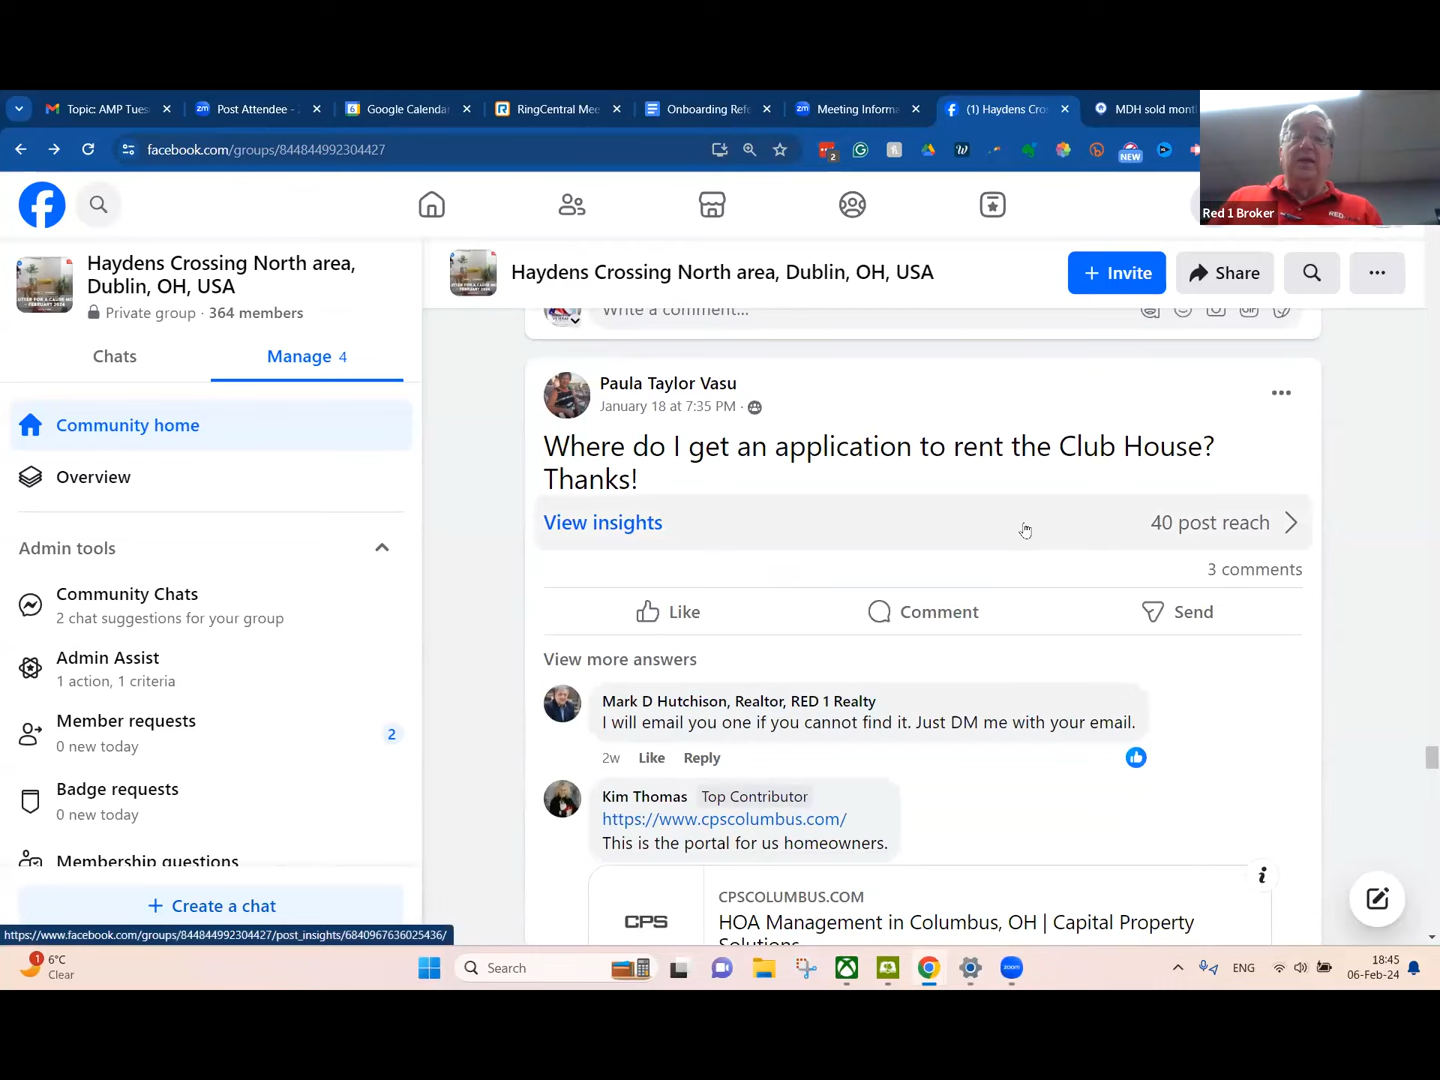 Topic: AMP Tues
Post Attendee -
Google Calenda
RingCentral Mee
Onboarding Refe
Meeting Informa
(1) Haydens Cro
MDH sold mont
facebook.com/groups/844844992304427
2
NEW
Red 1 Broker
Haydens Crossing North area,
Dublin, OH, USA
Private group · 364 members
Chats
Manage 4
Community home
Overview
Admin tools
Community Chats
2 chat suggestions for your group
Admin Assist
1 action, 1 criteria
Member requests
0 new today
2
Badge requests
0 new today
Membership questions
+ Create a chat
https://www.facebook.com/groups/844844992304427/post_insights/6840967636025436/
Haydens Crossing North area, Dublin, OH, USA
+ Invite
Share
Write a comment...
Paula Taylor Vasu
January 18 at 7:35 PM ·
Where do I get an application to rent the Club House?
Thanks!
View insights
40 post reach
3 comments
Like
Comment
Send
View more answers
Mark D Hutchison, Realtor, RED 1 Realty
I will email you one if you cannot find it. Just DM me with your email.
2w Like Reply
Kim Thomas Top Contributor
https://www.cpscolumbus.com/
This is the portal for us homeowners.
CPS
CPSCOLUMBUS.COM
HOA Management in Columbus, OH | Capital Property
Solutions
1
6°C
Clear
Search
zoom
ENG
18:45
06-Feb-24